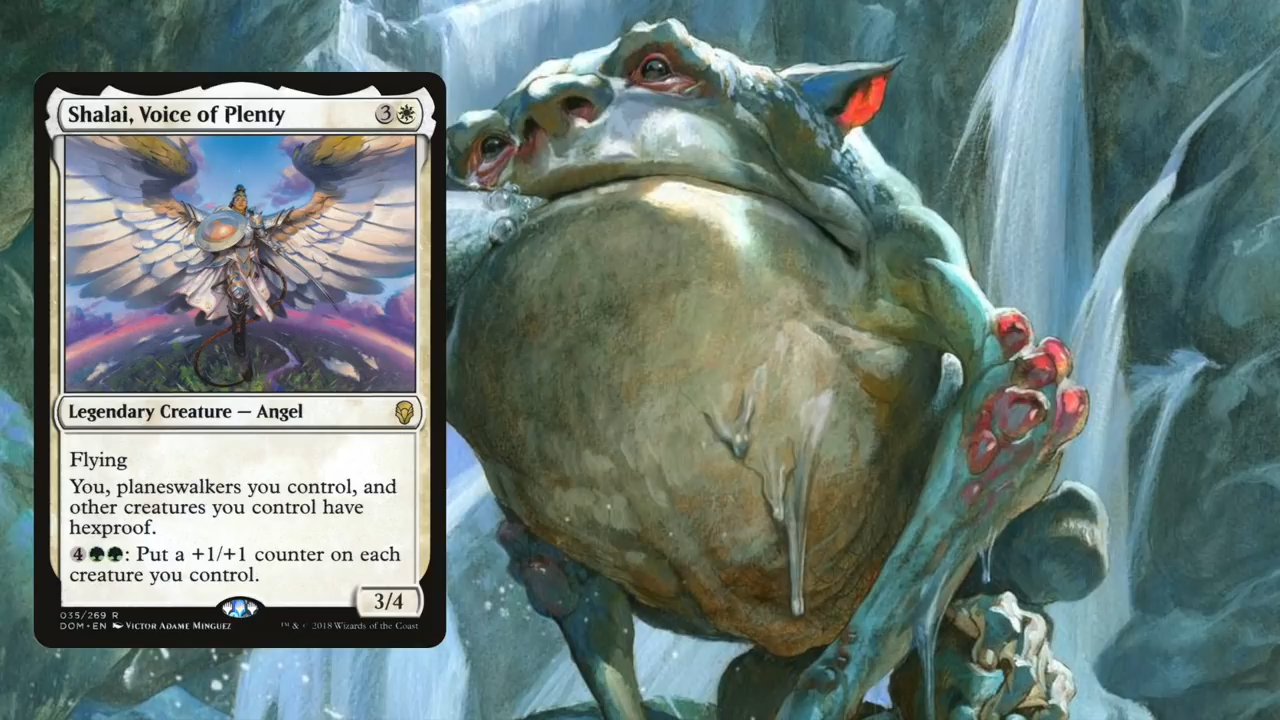 Shalai, Voice of Plenty 3
Legendary Creature — Angel
Flying
You, planeswalkers you control, and
other creatures you control have
hexproof.
4: Put a +1/+1 counter on each
creature you control.
3/4
035/269 R
DOM • EN Victor Adame Minguez
™ & © 2018 Wizards of the Coast